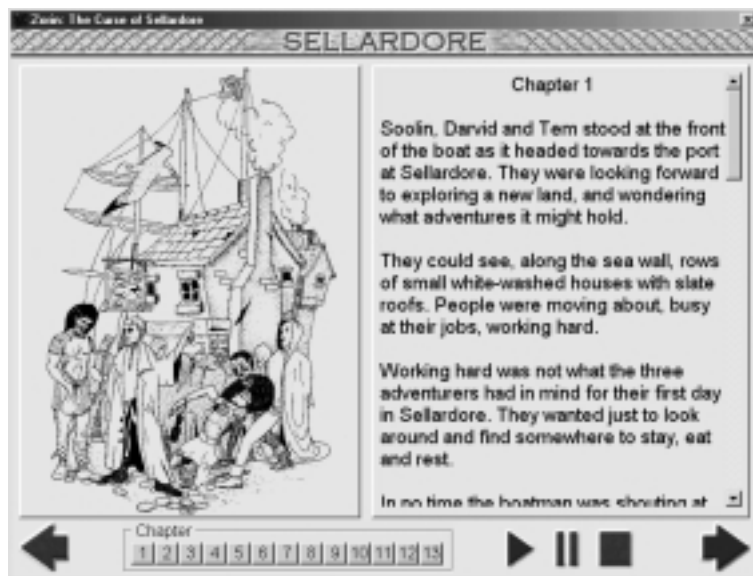 Zorin: The Curse of Sellardore
SELLARDORE
Chapter 1
Soolin, Darvid and Tem stood at the front
of the boat as it headed towards the port
at Sellardore. They were looking forward
to exploring a new land, and wondering
what adventures it might hold.
They could see, along the sea wall, rows
of small white-washed houses with slate
roofs. People were moving about, busy
at their jobs, working hard.
Working hard was not what the three
adventurers had in mind for their first day
in Sellardore. They wanted just to look
around and find somewhere to stay, eat
and rest.
In no time the boatman was shouting at
Chapter
1 2 3 4 5 6 7 8 9 10 11 12 13